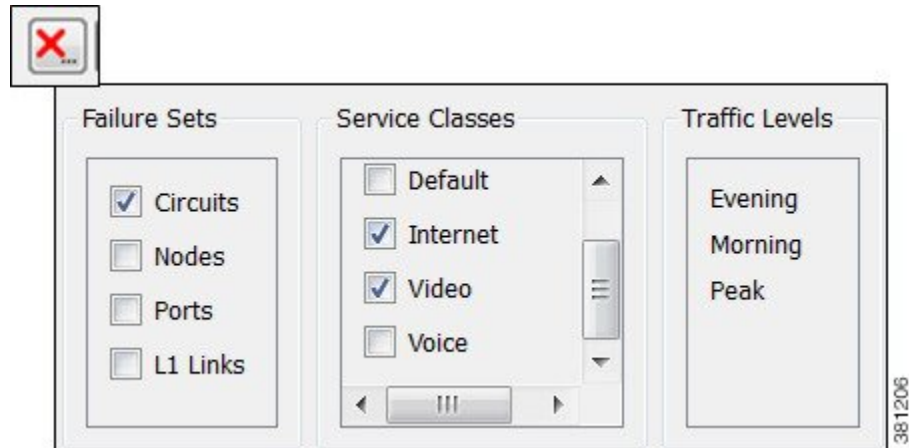 Failure Sets
Circuits
Nodes
Ports
L1 Links
Service Classes
Default
Internet
Video
Voice
Traffic Levels
Evening
Morning
Peak
381206